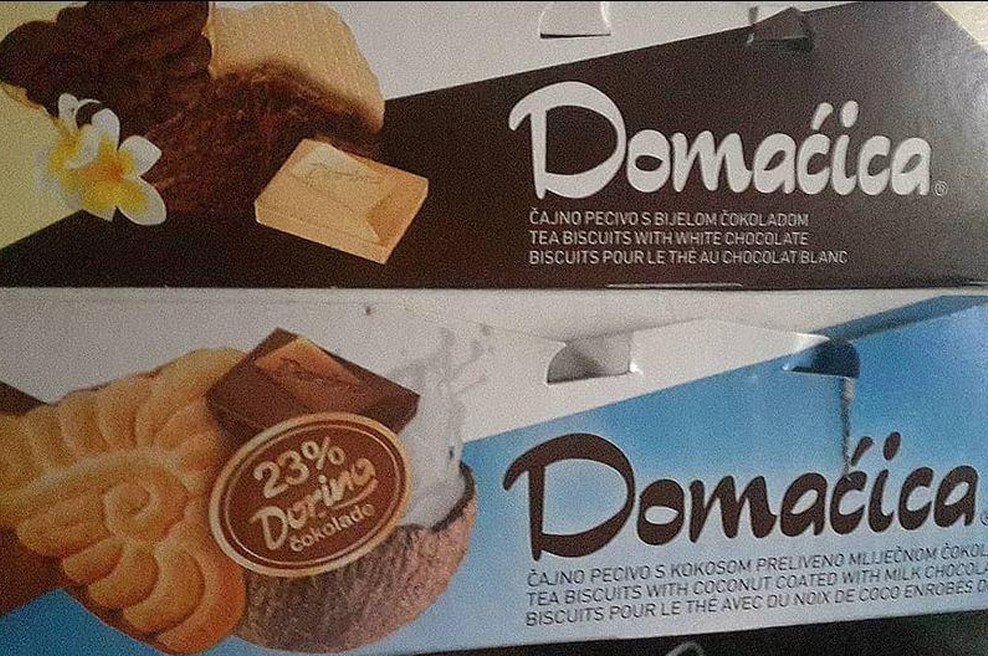 Domaćica®
ČAJNO PECIVO S BIJELOM ČOKOLADOM
TEA BISCUITS WITH WHITE CHOCOLATE
BISCUITS POUR LE THÉ AU CHOCOLAT BLANC
23%
Dorina
čokolade
Domaćica
ČAJNO PECIVO S KOKOSOM PRELIVENO MLIJEČNOM ČOKOL
TEA BISCUITS WITH COCONUT COATED WITH MILK CHOCOLA
BISCUITS POUR LE THÉ AVEC DU NOIX DE COCO ENROBÉS D